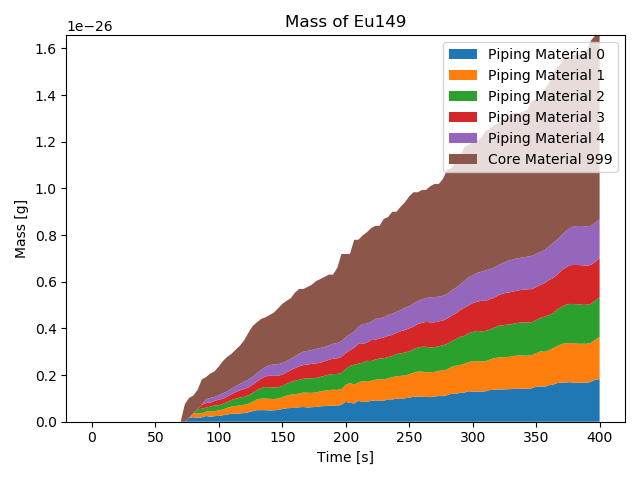 Mass of Eu149
1e−26
1.6
1.4
1.2
1.0
0.8
0.6
0.4
0.2
0.0
Mass [g]
Piping Material 0
Piping Material 1
Piping Material 2
Piping Material 3
Piping Material 4
Core Material 999
0 50 100 150 200 250 300 350 400
Time [s]